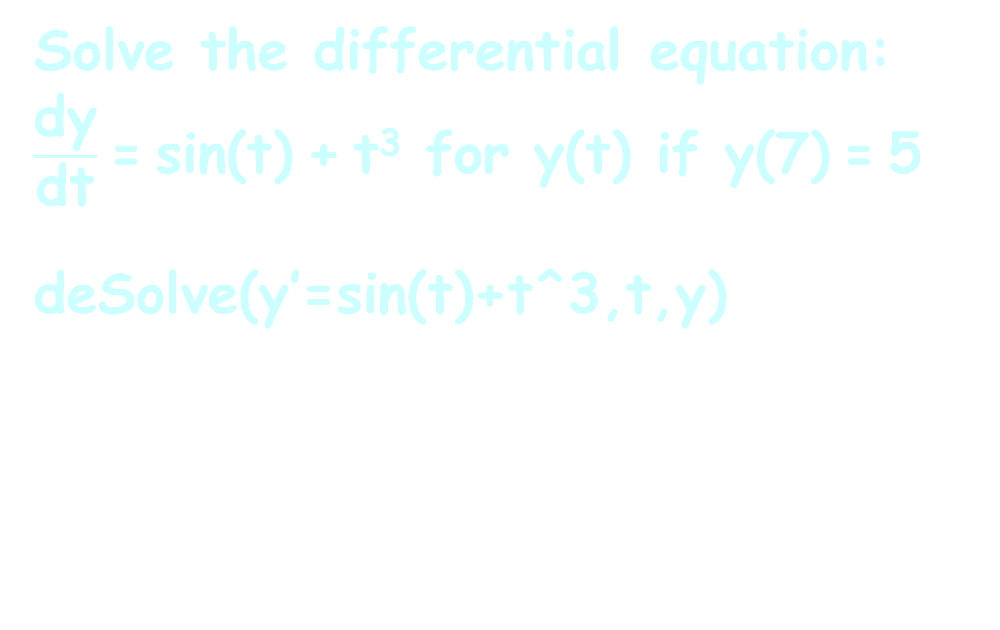 Solve the differential equation:
dy/dt = sin(t) + t³ for y(t) if y(7) = 5
deSolve(y'=sin(t)+t^3,t,y)